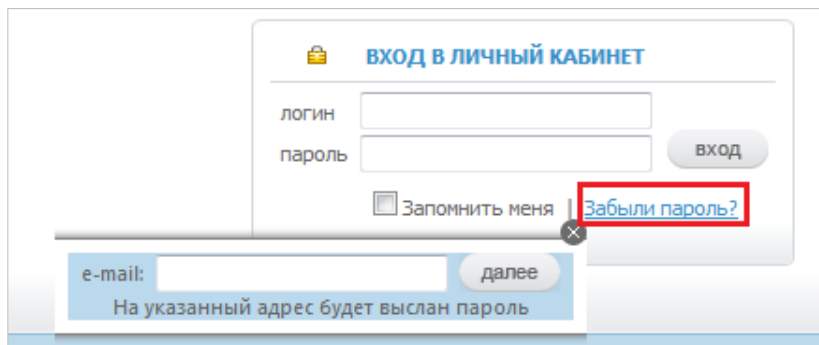 ВХОД В ЛИЧНЫЙ КАБИНЕТ
логин
пароль
вход
Запомнить меня | Забыли пароль?
e-mail:
далее
На указанный адрес будет выслан пароль